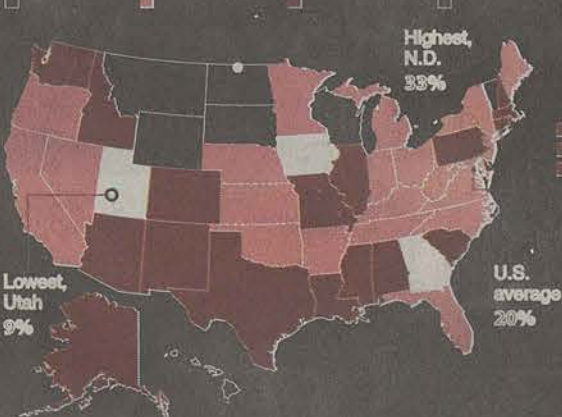 Highest,
N.D.
33%
Lowest,
Utah
9%
U.S.
average
20%